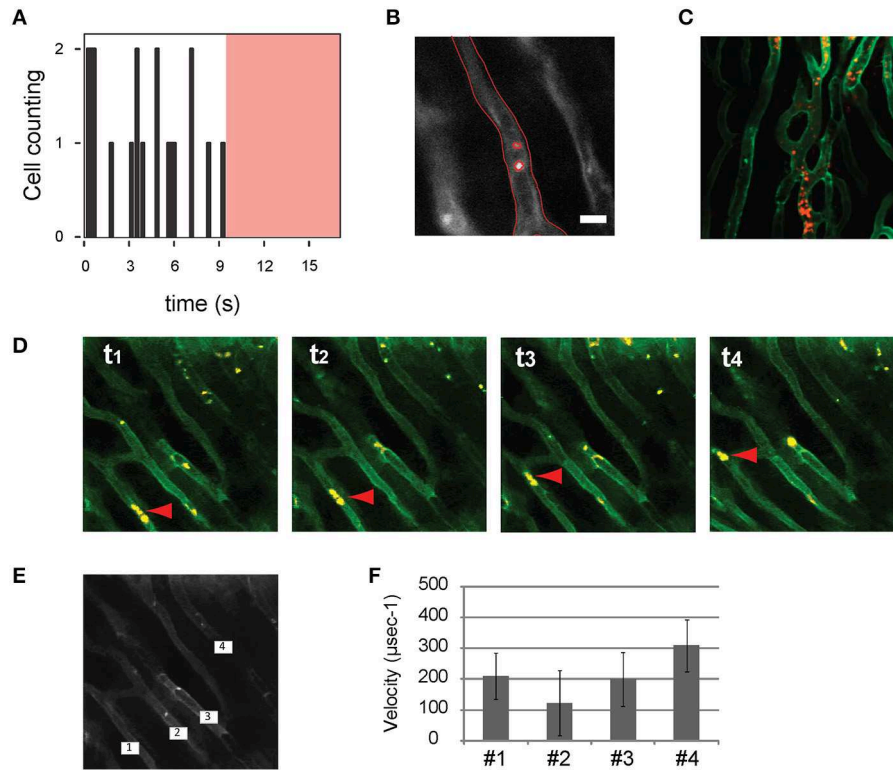 A
B
C
2
1
0
Cell counting
0 3 6 9 12 15
time (s)
D
t1
t2
t3
t4
E
F
1
2
3
4
500
400
300
200
100
0
Velocity (µsec-1)
#1 #2 #3 #4